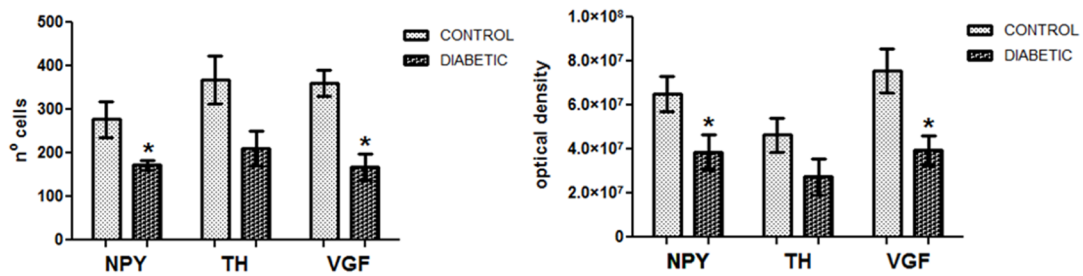 500
400
300
200
100
0
nº cells
NPY TH VGF
CONTROL
DIABETIC
*
*
1.0×10⁸
8.0×10⁷
6.0×10⁷
4.0×10⁷
2.0×10⁷
0
optical density
NPY TH VGF
CONTROL
DIABETIC
*
*